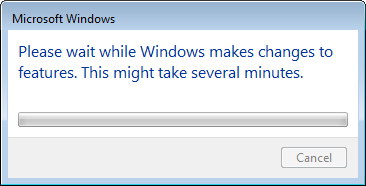 Microsoft Windows
Please wait while Windows makes changes to
features. This might take several minutes.
Cancel